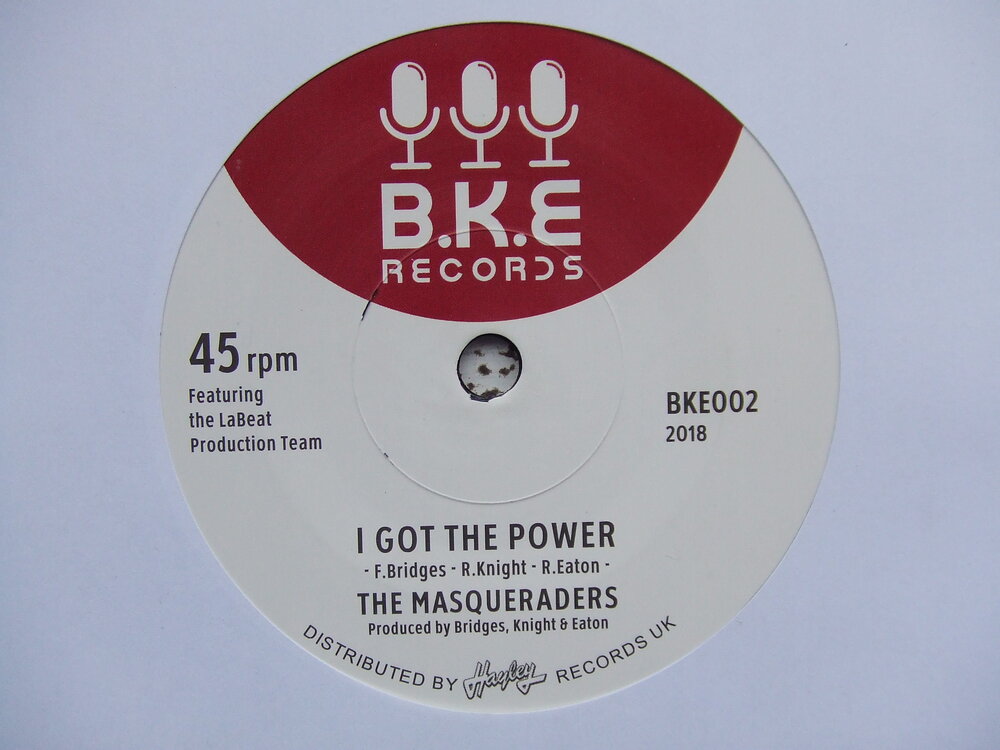 B.K.E
RECORDS
45 rpm
Featuring
the LaBeat
Production Team
BKE002
2018
I GOT THE POWER
- F.Bridges - R.Knight - R.Eaton -
THE MASQUERADERS
Produced by Bridges, Knight & Eaton
DISTRIBUTED BY Hayley RECORDS UK